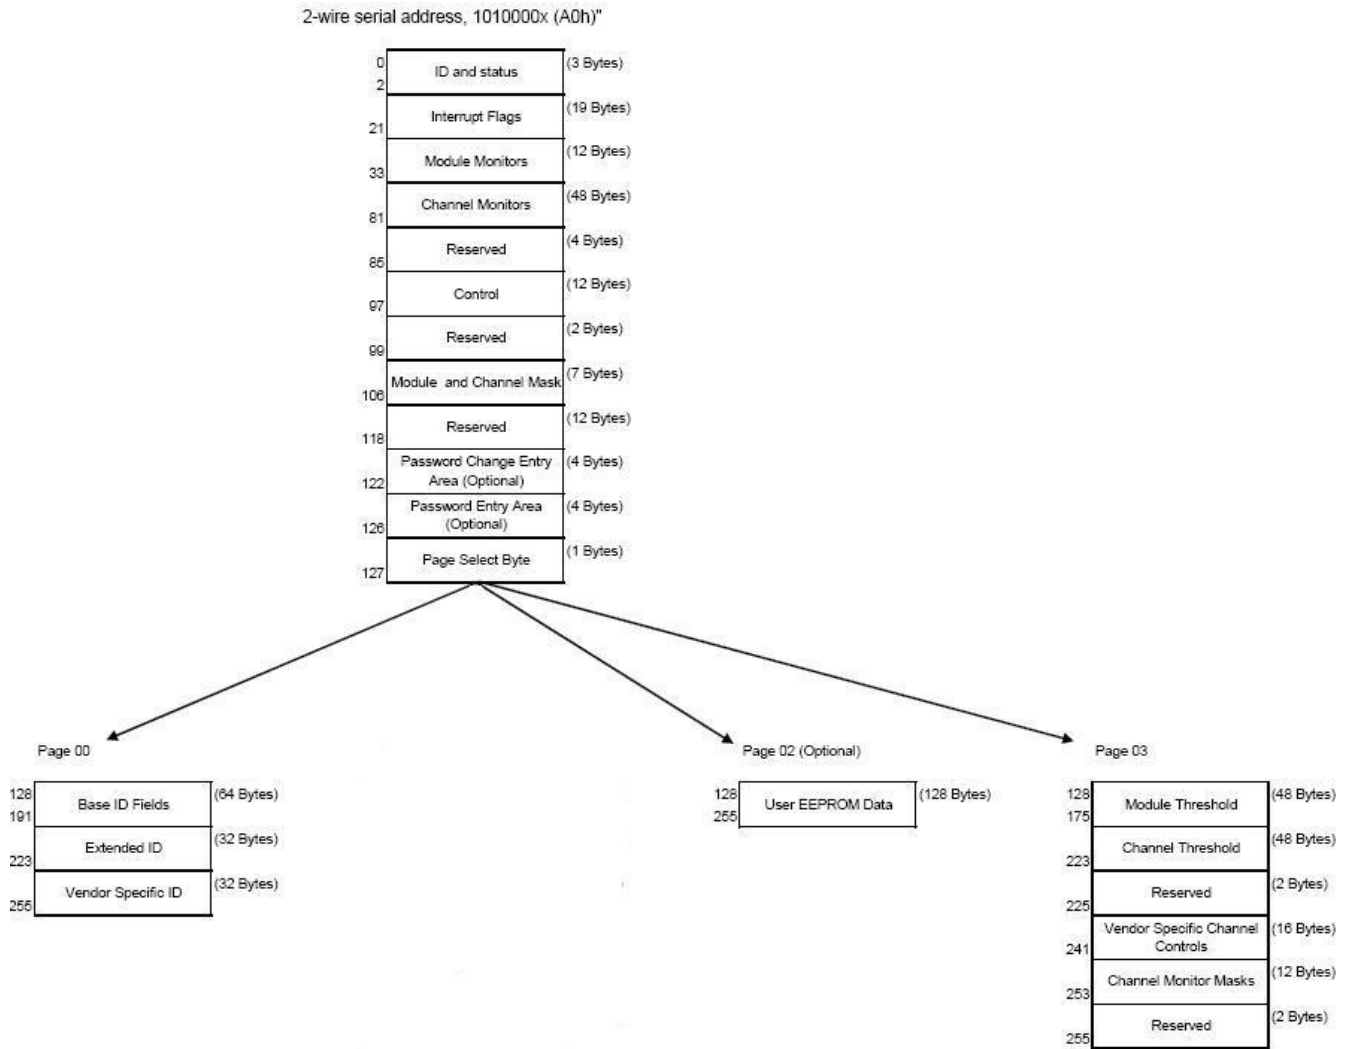 2-wire serial address, 1010000x (A0h)"
0
2
ID and status
(3 Bytes)
21
Interrupt Flags
(19 Bytes)
33
Module Monitors
(12 Bytes)
81
Channel Monitors
(48 Bytes)
85
Reserved
(4 Bytes)
97
Control
(12 Bytes)
99
Reserved
(2 Bytes)
106
Module and Channel Mask
(7 Bytes)
118
Reserved
(12 Bytes)
122
Password Change Entry
Area (Optional)
(4 Bytes)
126
Password Entry Area
(Optional)
(4 Bytes)
127
Page Select Byte
(1 Bytes)
Page 00
128
191
Base ID Fields
(64 Bytes)
223
Extended ID
(32 Bytes)
255
Vendor Specific ID
(32 Bytes)
Page 02 (Optional)
128
255
User EEPROM Data
(128 Bytes)
Page 03
128
175
Module Threshold
(48 Bytes)
223
Channel Threshold
(48 Bytes)
225
Reserved
(2 Bytes)
241
Vendor Specific Channel
Controls
(16 Bytes)
253
Channel Monitor Masks
(12 Bytes)
255
Reserved
(2 Bytes)